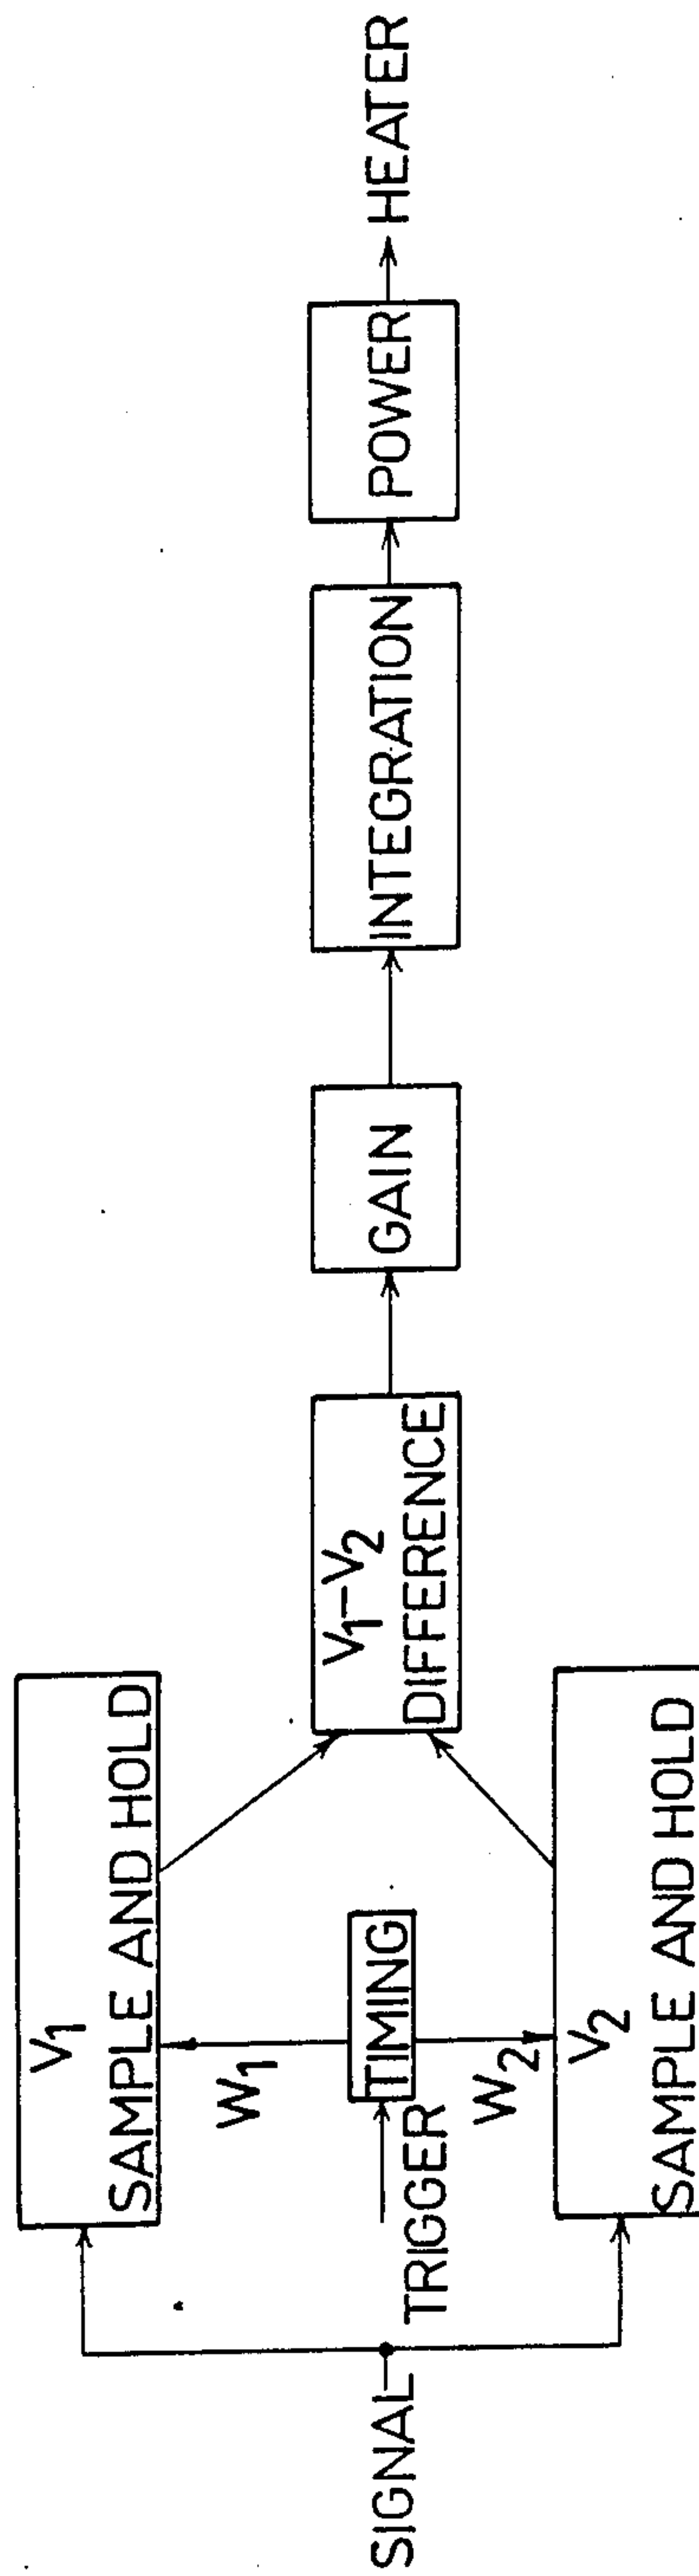 SIGNAL
V1
SAMPLE AND HOLD
W1
TRIGGER
TIMING
W2
V2
SAMPLE AND HOLD
V1-V2
DIFFERENCE
GAIN
INTEGRATION
POWER
HEATER